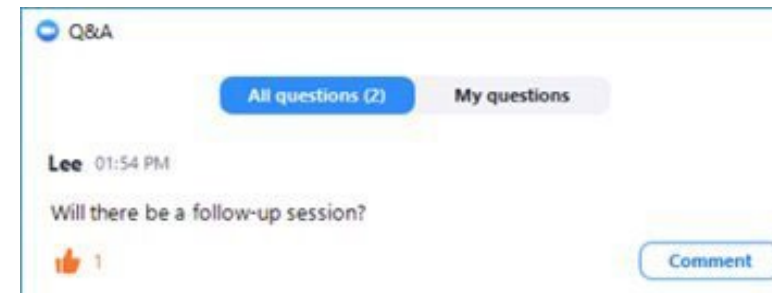 Q&A
All questions (2) My questions
Lee 01:54 PM
Will there be a follow-up session?
1 Comment